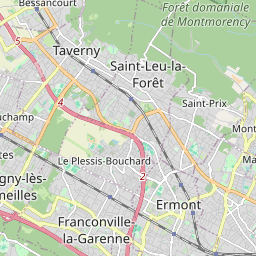 Bessancourt
Forêt domaniale
de Montmorency
5
Taverny
Saint-Leu-la-
Forêt
4
Saint-Prix
Le Plessis-Bouchard
2
Ermont
Franconville-
la-Garenne